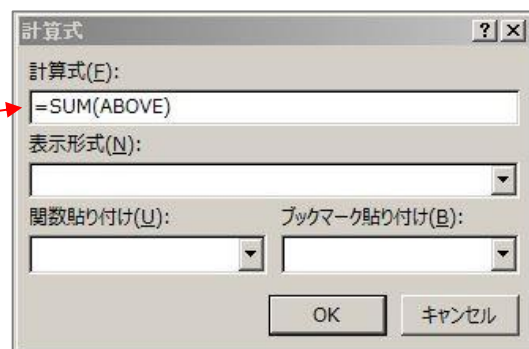 計算式
計算式(F):
=SUM(ABOVE)
表示形式(N):
関数貼り付け(U): ブックマーク貼り付け(B):
OK キャンセル